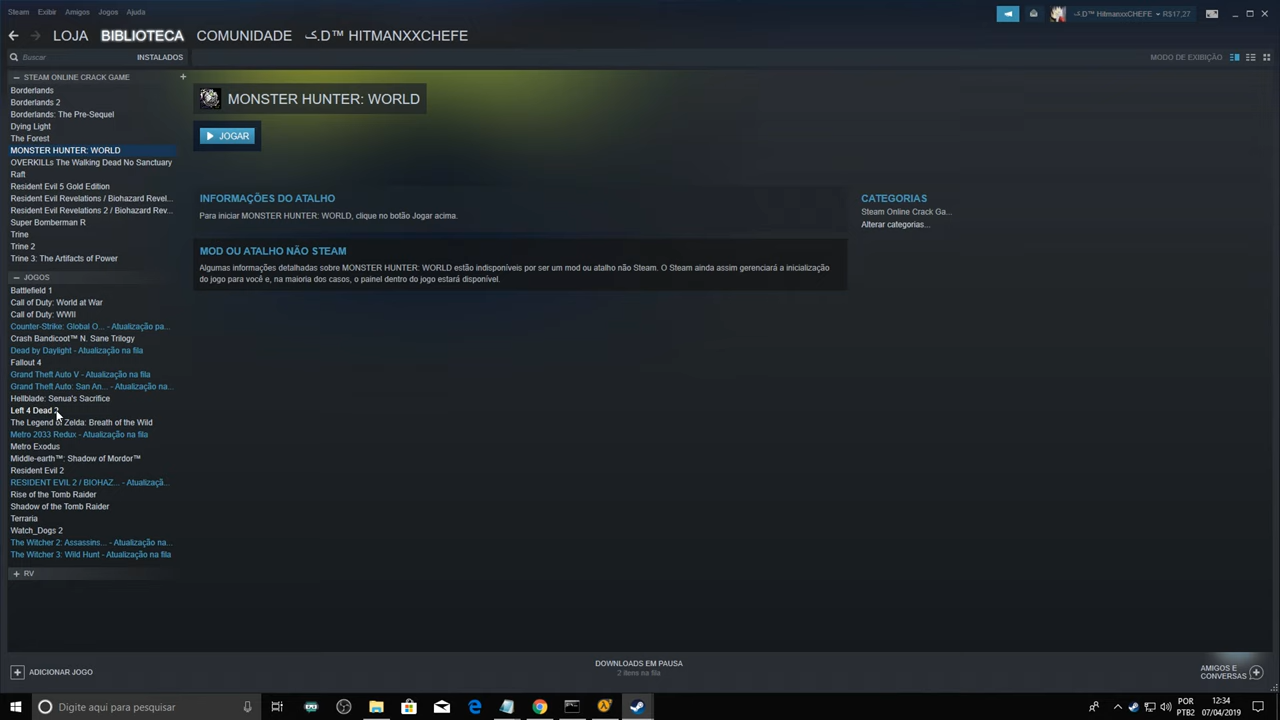 Steam Exibir Amigos Jogos Ajuda
D™ HitmanxxCHEFE R$17,27
LOJA BIBLIOTECA COMUNIDADE D™ HITMANXXCHEFE
Buscar INSTALADOS
MODO DE EXIBIÇÃO
STEAM ONLINE CRACK GAME
Borderlands
Borderlands 2
Borderlands: The Pre-Sequel
Dying Light
The Forest
MONSTER HUNTER: WORLD
OVERKILLs The Walking Dead No Sanctuary
Raft
Resident Evil 5 Gold Edition
Resident Evil Revelations / Biohazard Revel...
Resident Evil Revelations 2 / Biohazard Rev...
Super Bomberman R
Trine
Trine 2
Trine 3: The Artifacts of Power
JOGOS
Battlefield 1
Call of Duty: World at War
Call of Duty: WWII
Counter-Strike: Global O... - Atualização pa...
Crash Bandicoot™ N. Sane Trilogy
Dead by Daylight - Atualização na fila
Fallout 4
Grand Theft Auto V - Atualização na fila
Grand Theft Auto: San An... - Atualização na...
Hellblade: Senua's Sacrifice
Left 4 Dead 2
The Legend of Zelda: Breath of the Wild
Metro 2033 Redux - Atualização na fila
Metro Exodus
Middle-earth™: Shadow of Mordor™
Resident Evil 2
RESIDENT EVIL 2 / BIOHAZ... - Atualizaçã...
Rise of the Tomb Raider
Shadow of the Tomb Raider
Terraria
Watch_Dogs 2
The Witcher 2: Assassins... - Atualização na...
The Witcher 3: Wild Hunt - Atualização na fila
RV
MONSTER HUNTER: WORLD
JOGAR
INFORMAÇÕES DO ATALHO
Para iniciar MONSTER HUNTER: WORLD, clique no botão Jogar acima.
MOD OU ATALHO NÃO STEAM
Algumas informações detalhadas sobre MONSTER HUNTER: WORLD estão indisponíveis por ser um mod ou atalho não Steam. O Steam ainda assim gerenciará a inicialização
do jogo para você e, na maioria dos casos, o painel dentro do jogo estará disponível.
CATEGORIAS
Steam Online Crack Ga...
Alterar categorias...
ADICIONAR JOGO
DOWNLOADS EM PAUSA
2 itens na fila
AMIGOS E
CONVERSAS
Digite aqui para pesquisar
POR
PTB2
12:34
07/04/2019